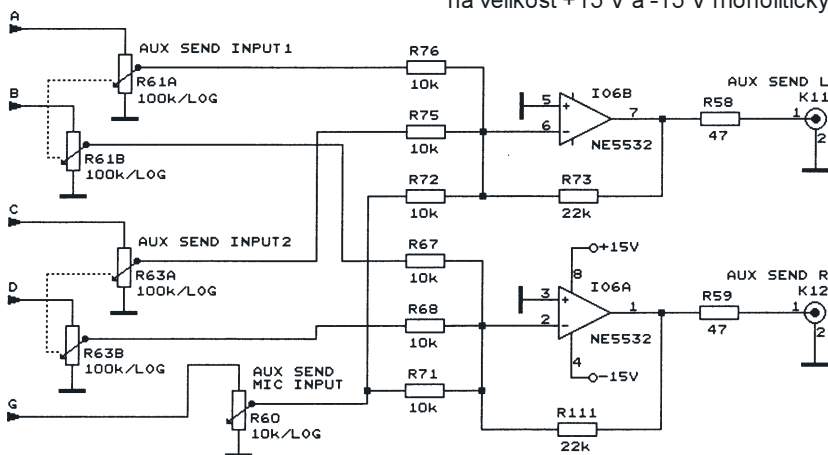 na velikost +15 V a -15 V monolitický
A
AUX SEND INPUT1
R61A
100k/LOG
B
R61B
100k/LOG
C
AUX SEND INPUT2
R63A
100k/LOG
D
R63B
100k/LOG
G
AUX SEND
MIC INPUT
R60
10k/LOG
R76
10k
R75
10k
R72
10k
R67
10k
R68
10k
R71
10k
5
+
6
-
7
IO6B
NE5532
R73
22k
R58
47
AUX SEND L
K11
1
2
+15V
8
3
+
2
-
1
IO6A
NE5532
4
-15V
R111
22k
R59
47
AUX SEND R
K12
1
2